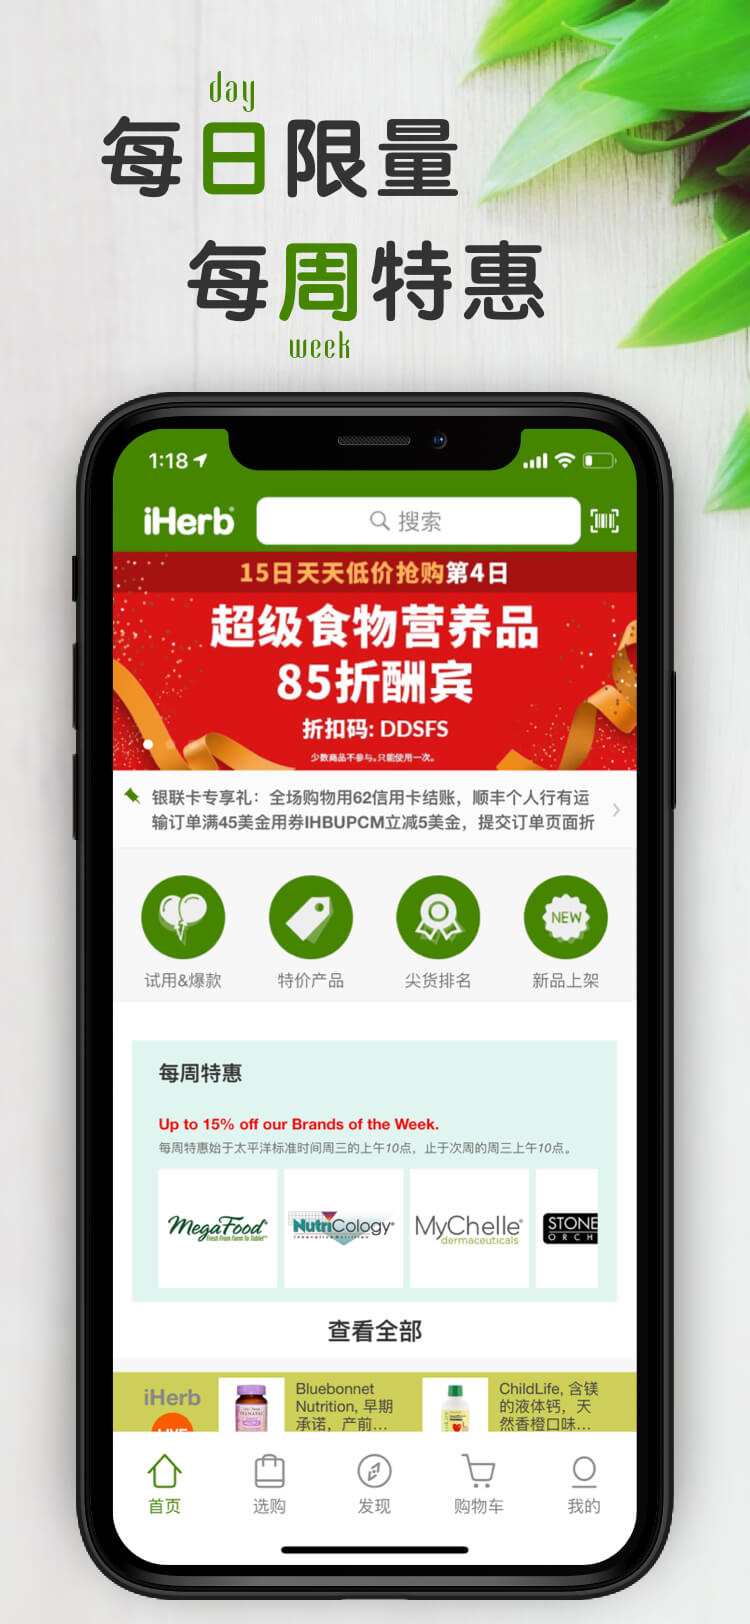 day
每日限量
每周特惠
week
1:18
iHerb
搜索
15日天天低价抢购第4日
超级食物营养品
85折酬宾
折扣码: DDSFS
少数商品不参与。只能使用一次。
银联卡专享礼：全场购物用62信用卡结账，顺丰个人行有运
输订单满45美金用券IHBUPCM立减5美金，提交订单页面折
NEW
试用&爆款
特价产品
尖货排名
新品上架
每周特惠
Up to 15% off our Brands of the Week.
每周特惠始于太平洋标准时间周三的上午10点，止于次周的周三上午10点。
MegaFood®
Fresh From Farm To Tablet™
NutriCology®
Innovative Nutrition
MyChelle®
dermaceuticals
STONE
ORCH
查看全部
iHerb
LIVE
Bluebonnet
Nutrition, 早期
承诺，产前...
ChildLife, 含镁
的液体钙，天
然香橙口味...
首页
选购
发现
购物车
我的